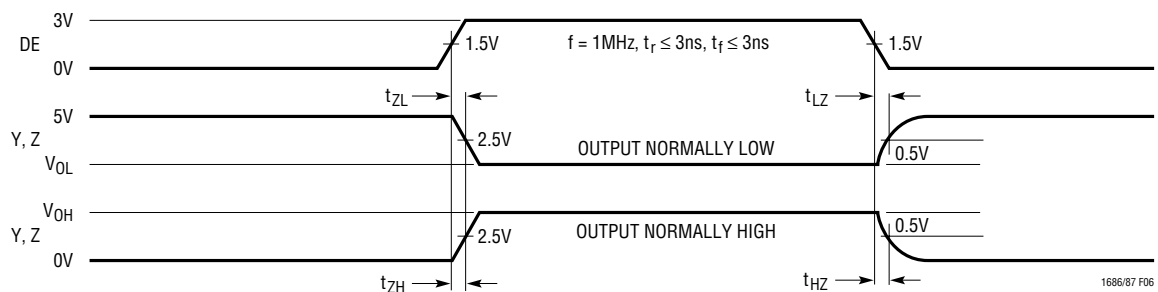 3V
DE
1.5V
f = 1MHz, tr ≤ 3ns, tf ≤ 3ns
1.5V
0V
tZL
tLZ
5V
Y, Z
2.5V
OUTPUT NORMALLY LOW
0.5V
VOL
VOH
Y, Z
2.5V
OUTPUT NORMALLY HIGH
0.5V
0V
tZH
tHZ
1686/87 F06